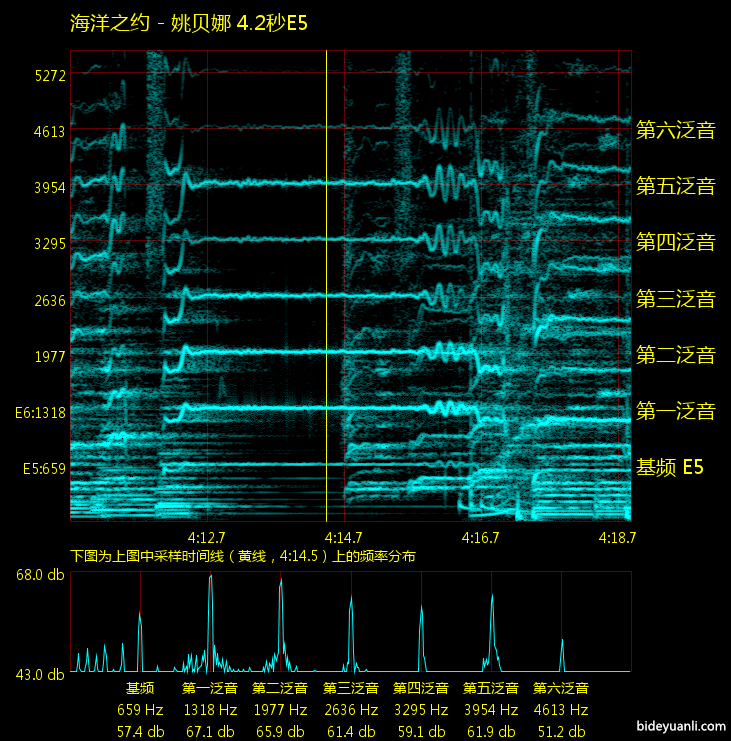 海洋之约 - 姚贝娜 4.2秒E5
5272
4613 第六泛音
3954 第五泛音
3295 第四泛音
2636 第三泛音
1977 第二泛音
E6:1318 第一泛音
E5:659 基频 E5
4:12.7 4:14.7 4:16.7 4:18.7
下图为上图中采样时间线（黄线，4:14.5）上的频率分布
68.0 db
43.0 db
基频 第一泛音 第二泛音 第三泛音 第四泛音 第五泛音 第六泛音
659 Hz 1318 Hz 1977 Hz 2636 Hz 3295 Hz 3954 Hz 4613 Hz
57.4 db 67.1 db 65.9 db 61.4 db 59.1 db 61.9 db 51.2 db
bideyuanli.com